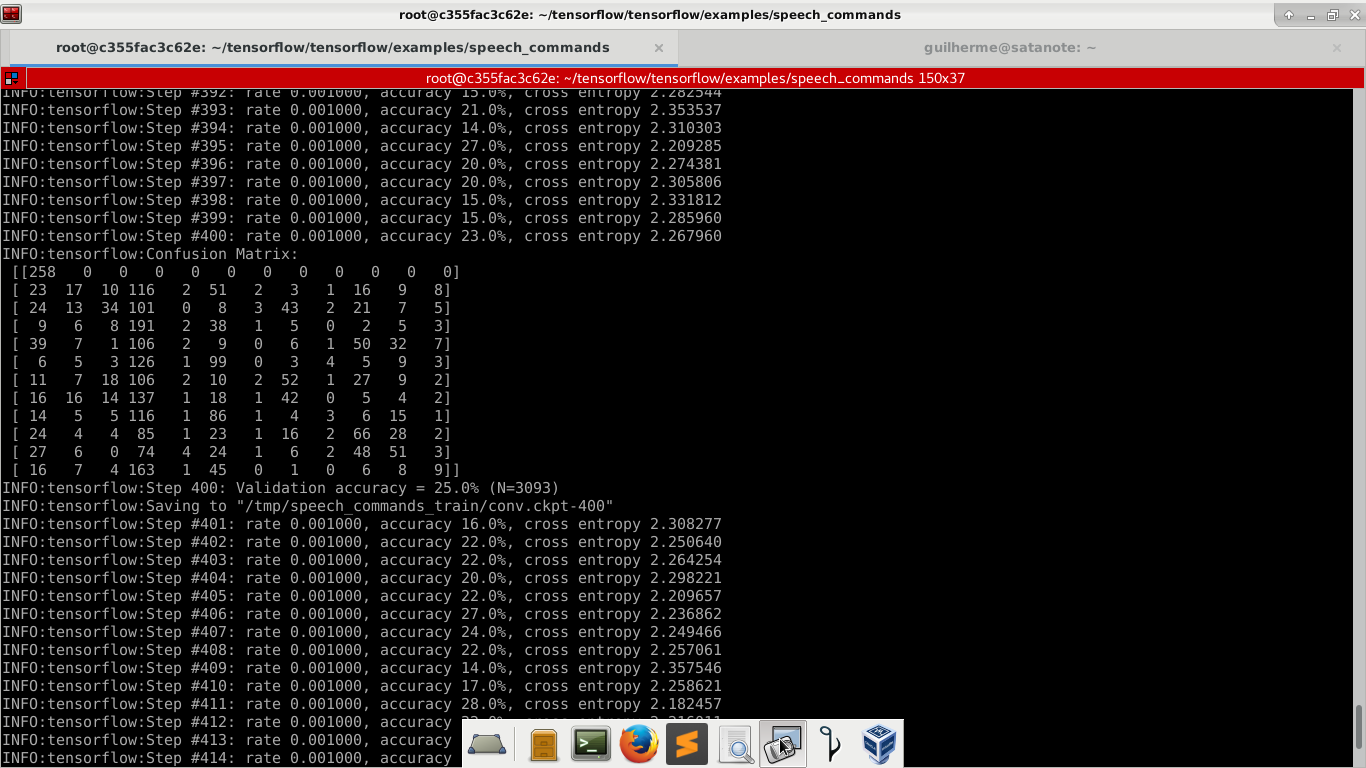 root@c355fac3c62e: ~/tensorflow/tensorflow/examples/speech_commands
root@c355fac3c62e: ~/tensorflow/tensorflow/examples/speech_commands
guilherme@satanote: ~
root@c355fac3c62e: ~/tensorflow/tensorflow/examples/speech_commands 150x37
INFO:tensorflow:Step #392: rate 0.001000, accuracy 15.0%, cross entropy 2.282544
INFO:tensorflow:Step #393: rate 0.001000, accuracy 21.0%, cross entropy 2.353537
INFO:tensorflow:Step #394: rate 0.001000, accuracy 14.0%, cross entropy 2.310303
INFO:tensorflow:Step #395: rate 0.001000, accuracy 27.0%, cross entropy 2.209285
INFO:tensorflow:Step #396: rate 0.001000, accuracy 20.0%, cross entropy 2.274381
INFO:tensorflow:Step #397: rate 0.001000, accuracy 20.0%, cross entropy 2.305806
INFO:tensorflow:Step #398: rate 0.001000, accuracy 15.0%, cross entropy 2.331812
INFO:tensorflow:Step #399: rate 0.001000, accuracy 15.0%, cross entropy 2.285960
INFO:tensorflow:Step #400: rate 0.001000, accuracy 23.0%, cross entropy 2.267960
INFO:tensorflow:Confusion Matrix:
[[258 0 0 0 0 0 0 0 0 0 0 0]
[ 23 17 10 116 2 51 2 3 1 16 9 8]
[ 24 13 34 101 0 8 3 43 2 21 7 5]
[ 9 6 8 191 2 38 1 5 0 2 5 3]
[ 39 7 1 106 2 9 0 6 1 50 32 7]
[ 6 5 3 126 1 99 0 3 4 5 9 3]
[ 11 7 18 106 2 10 2 52 1 27 9 2]
[ 16 16 14 137 1 18 1 42 0 5 4 2]
[ 14 5 5 116 1 86 1 4 3 6 15 1]
[ 24 4 4 85 1 23 1 16 2 66 28 2]
[ 27 6 0 74 4 24 1 6 2 48 51 3]
[ 16 7 4 163 1 45 0 1 0 6 8 9]]
INFO:tensorflow:Step 400: Validation accuracy = 25.0% (N=3093)
INFO:tensorflow:Saving to "/tmp/speech_commands_train/conv.ckpt-400"
INFO:tensorflow:Step #401: rate 0.001000, accuracy 16.0%, cross entropy 2.308277
INFO:tensorflow:Step #402: rate 0.001000, accuracy 22.0%, cross entropy 2.250640
INFO:tensorflow:Step #403: rate 0.001000, accuracy 22.0%, cross entropy 2.264254
INFO:tensorflow:Step #404: rate 0.001000, accuracy 20.0%, cross entropy 2.298221
INFO:tensorflow:Step #405: rate 0.001000, accuracy 22.0%, cross entropy 2.209657
INFO:tensorflow:Step #406: rate 0.001000, accuracy 27.0%, cross entropy 2.236862
INFO:tensorflow:Step #407: rate 0.001000, accuracy 24.0%, cross entropy 2.249466
INFO:tensorflow:Step #408: rate 0.001000, accuracy 22.0%, cross entropy 2.257061
INFO:tensorflow:Step #409: rate 0.001000, accuracy 14.0%, cross entropy 2.357546
INFO:tensorflow:Step #410: rate 0.001000, accuracy 17.0%, cross entropy 2.258621
INFO:tensorflow:Step #411: rate 0.001000, accuracy 28.0%, cross entropy 2.182457
INFO:tensorflow:Step #412: rate 0.001000, accuracy
INFO:tensorflow:Step #413: rate 0.001000, accuracy
INFO:tensorflow:Step #414: rate 0.001000, accuracy